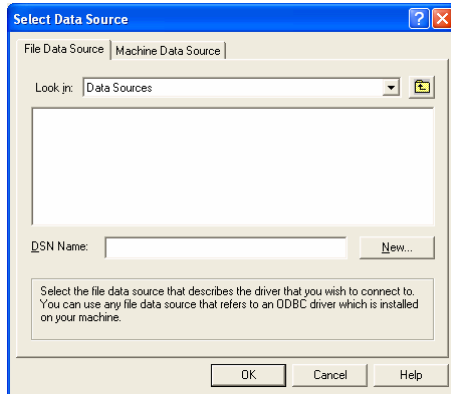 Select Data Source
File Data Source Machine Data Source
Look in: Data Sources
DSN Name: New...
Select the file data source that describes the driver that you wish to connect to.
You can use any file data source that refers to an ODBC driver which is installed
on your machine.
OK Cancel Help